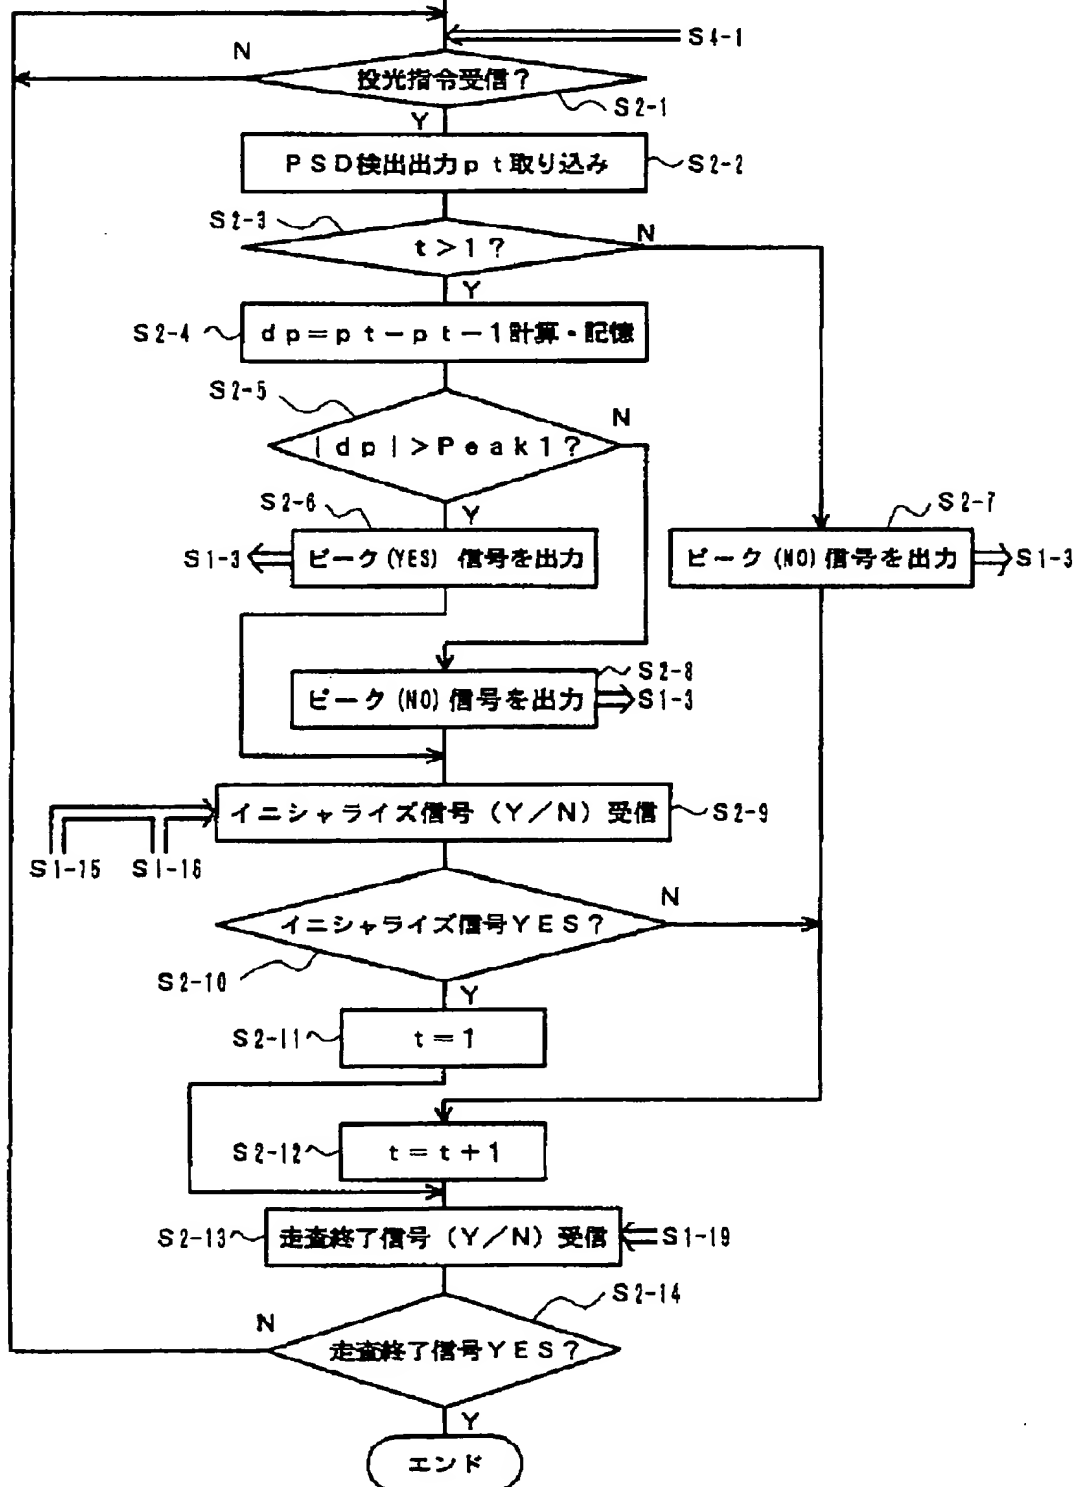 S4-1
N
投光指令受信？
S2-1
Y
PSD検出出力pt取り込み
S2-2
S2-3
t＞1？
N
Y
S2-4
dp＝pt－pt－1計算・記憶
S2-5
|dp|＞Peak1？
N
S2-6
Y
S2-7
S1-3
ピーク(YES) 信号を出力
ピーク(NO)信号を出力
S1-3
S2-8
ピーク(NO)信号を出力
S1-3
イニシャライズ信号（Y／N）受信
S2-9
S1-15
S1-16
イニシャライズ信号YES？
N
S2-10
Y
S2-11
t＝1
S2-12
t＝t＋1
S2-13
走査終了信号（Y／N）受信
S1-19
S2-14
N
走査終了信号YES？
Y
エンド